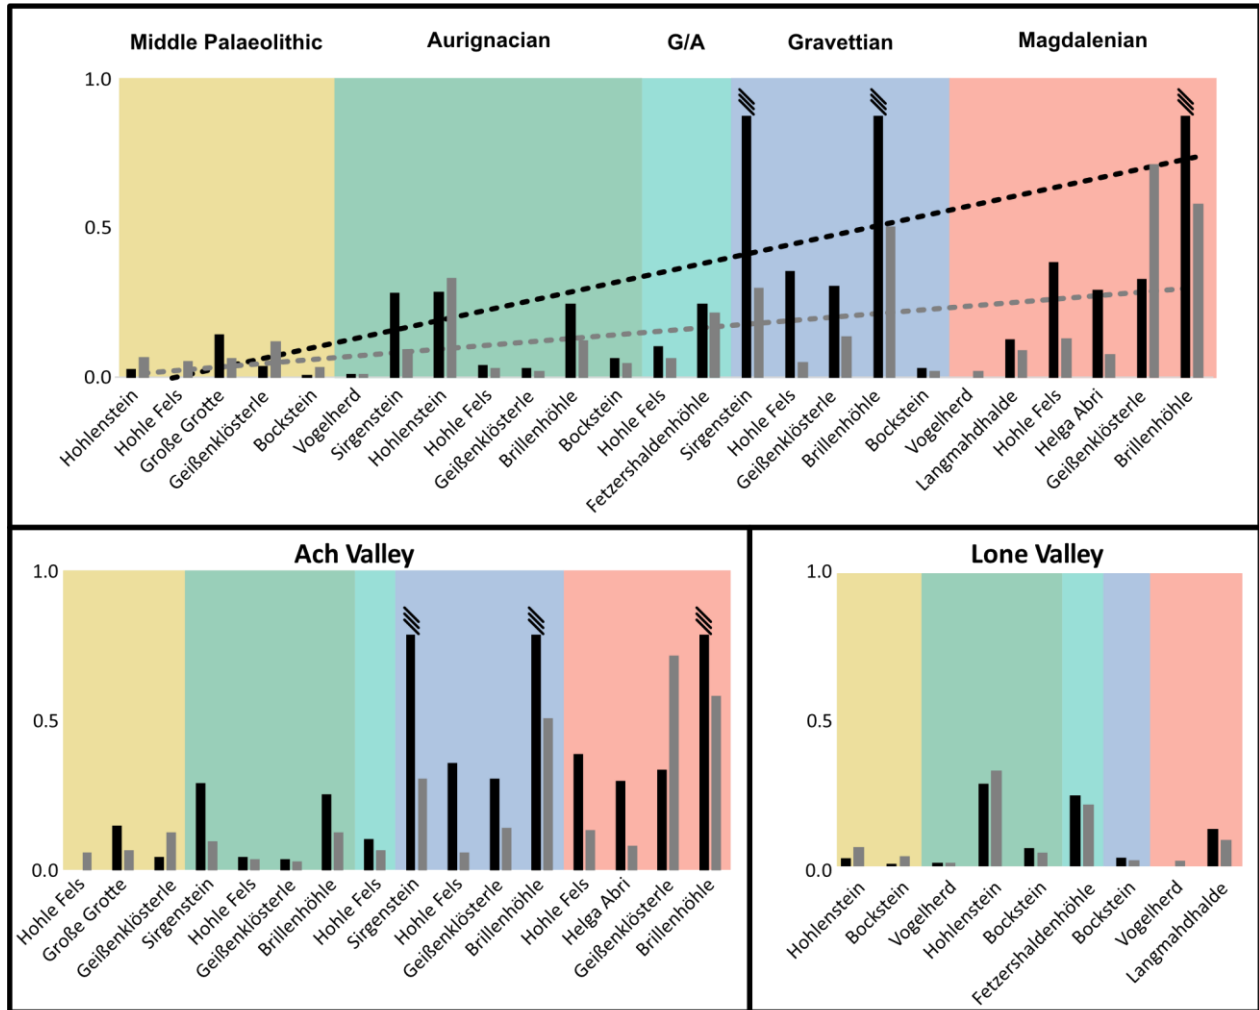 Middle Palaeolithic Aurignacian G/A Gravettian Magdalenian
1.0
0.5
0.0
Hohlenstein
Hohle Fels
Große Grotte
Geißenklösterle
Bockstein
Vogelherd
Sirgenstein
Hohlenstein
Hohle Fels
Geißenklösterle
Brillenhöhle
Bockstein
Hohle Fels
Fetzershaldenhöhle
Sirgenstein
Hohle Fels
Geißenklösterle
Brillenhöhle
Bockstein
Vogelherd
Langmahdhalde
Hohle Fels
Helga Abri
Geißenklösterle
Brillenhöhle
Ach Valley
1.0
0.5
0.0
Hohle Fels
Große Grotte
Geißenklösterle
Sirgenstein
Hohle Fels
Geißenklösterle
Brillenhöhle
Hohle Fels
Sirgenstein
Hohle Fels
Geißenklösterle
Brillenhöhle
Hohle Fels
Helga Abri
Geißenklösterle
Brillenhöhle
Lone Valley
1.0
0.5
0.0
Hohlenstein
Bockstein
Vogelherd
Hohlenstein
Bockstein
Fetzershaldenhöhle
Bockstein
Vogelherd
Langmahdhalde